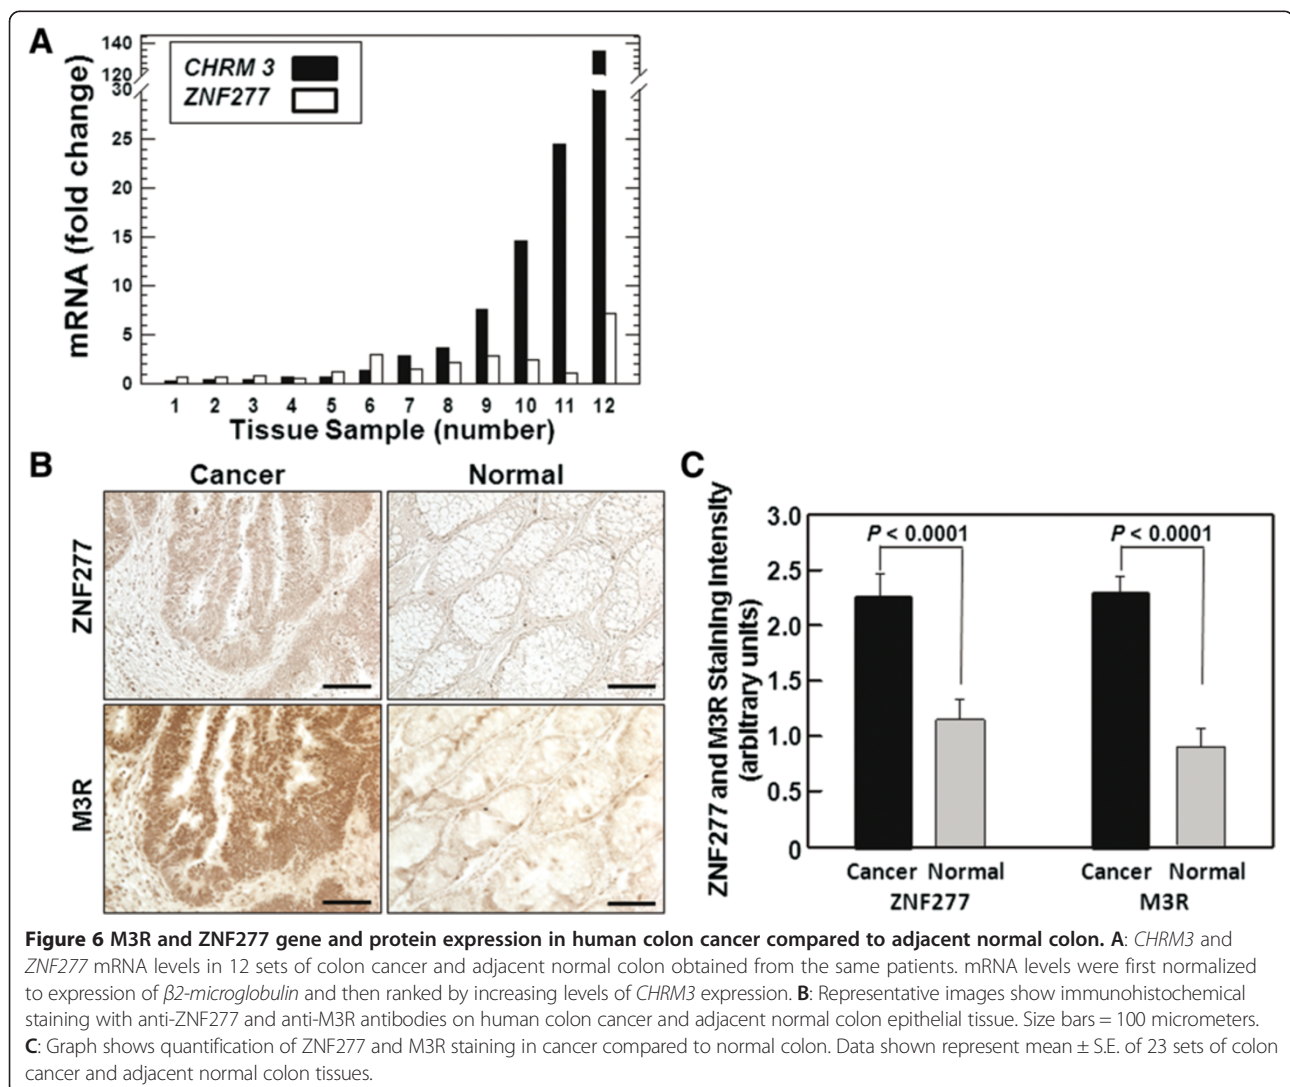 A
CHRM 3
ZNF277
mRNA (fold change)
140
120
30
25
20
15
10
5
0
1 2 3 4 5 6 7 8 9 10 11 12
Tissue Sample (number)
B
Cancer Normal
ZNF277
M3R
C
ZNF277 and M3R Staining Intensity
(arbitrary units)
3.0
2.5
2.0
1.5
1.0
0.5
0
P < 0.0001 P < 0.0001
Cancer Normal Cancer Normal
ZNF277 M3R
Figure 6 M3R and ZNF277 gene and protein expression in human colon cancer compared to adjacent normal colon. A: CHRM3 and
ZNF277 mRNA levels in 12 sets of colon cancer and adjacent normal colon obtained from the same patients. mRNA levels were first normalized
to expression of β2-microglobulin and then ranked by increasing levels of CHRM3 expression. B: Representative images show immunohistochemical
staining with anti-ZNF277 and anti-M3R antibodies on human colon cancer and adjacent normal colon epithelial tissue. Size bars = 100 micrometers.
C: Graph shows quantification of ZNF277 and M3R staining in cancer compared to normal colon. Data shown represent mean ± S.E. of 23 sets of colon
cancer and adjacent normal colon tissues.